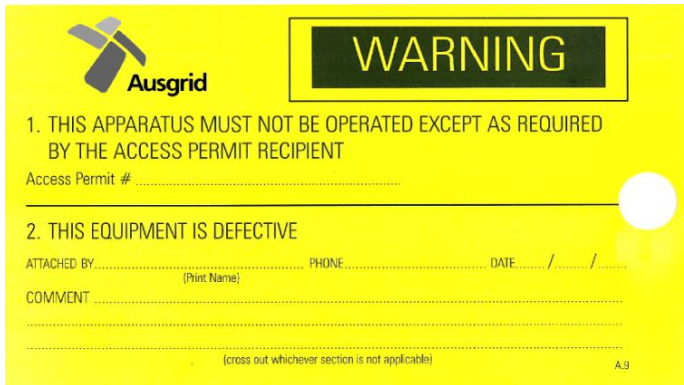 Ausgrid
WARNING
1. THIS APPARATUS MUST NOT BE OPERATED EXCEPT AS REQUIRED
BY THE ACCESS PERMIT RECIPIENT
Access Permit # ........................................
2. THIS EQUIPMENT IS DEFECTIVE
ATTACHED BY........................................ PHONE........................................ DATE....../....../......
(Print Name)
COMMENT ........................................
(cross out whichever section is not applicable)
A.9